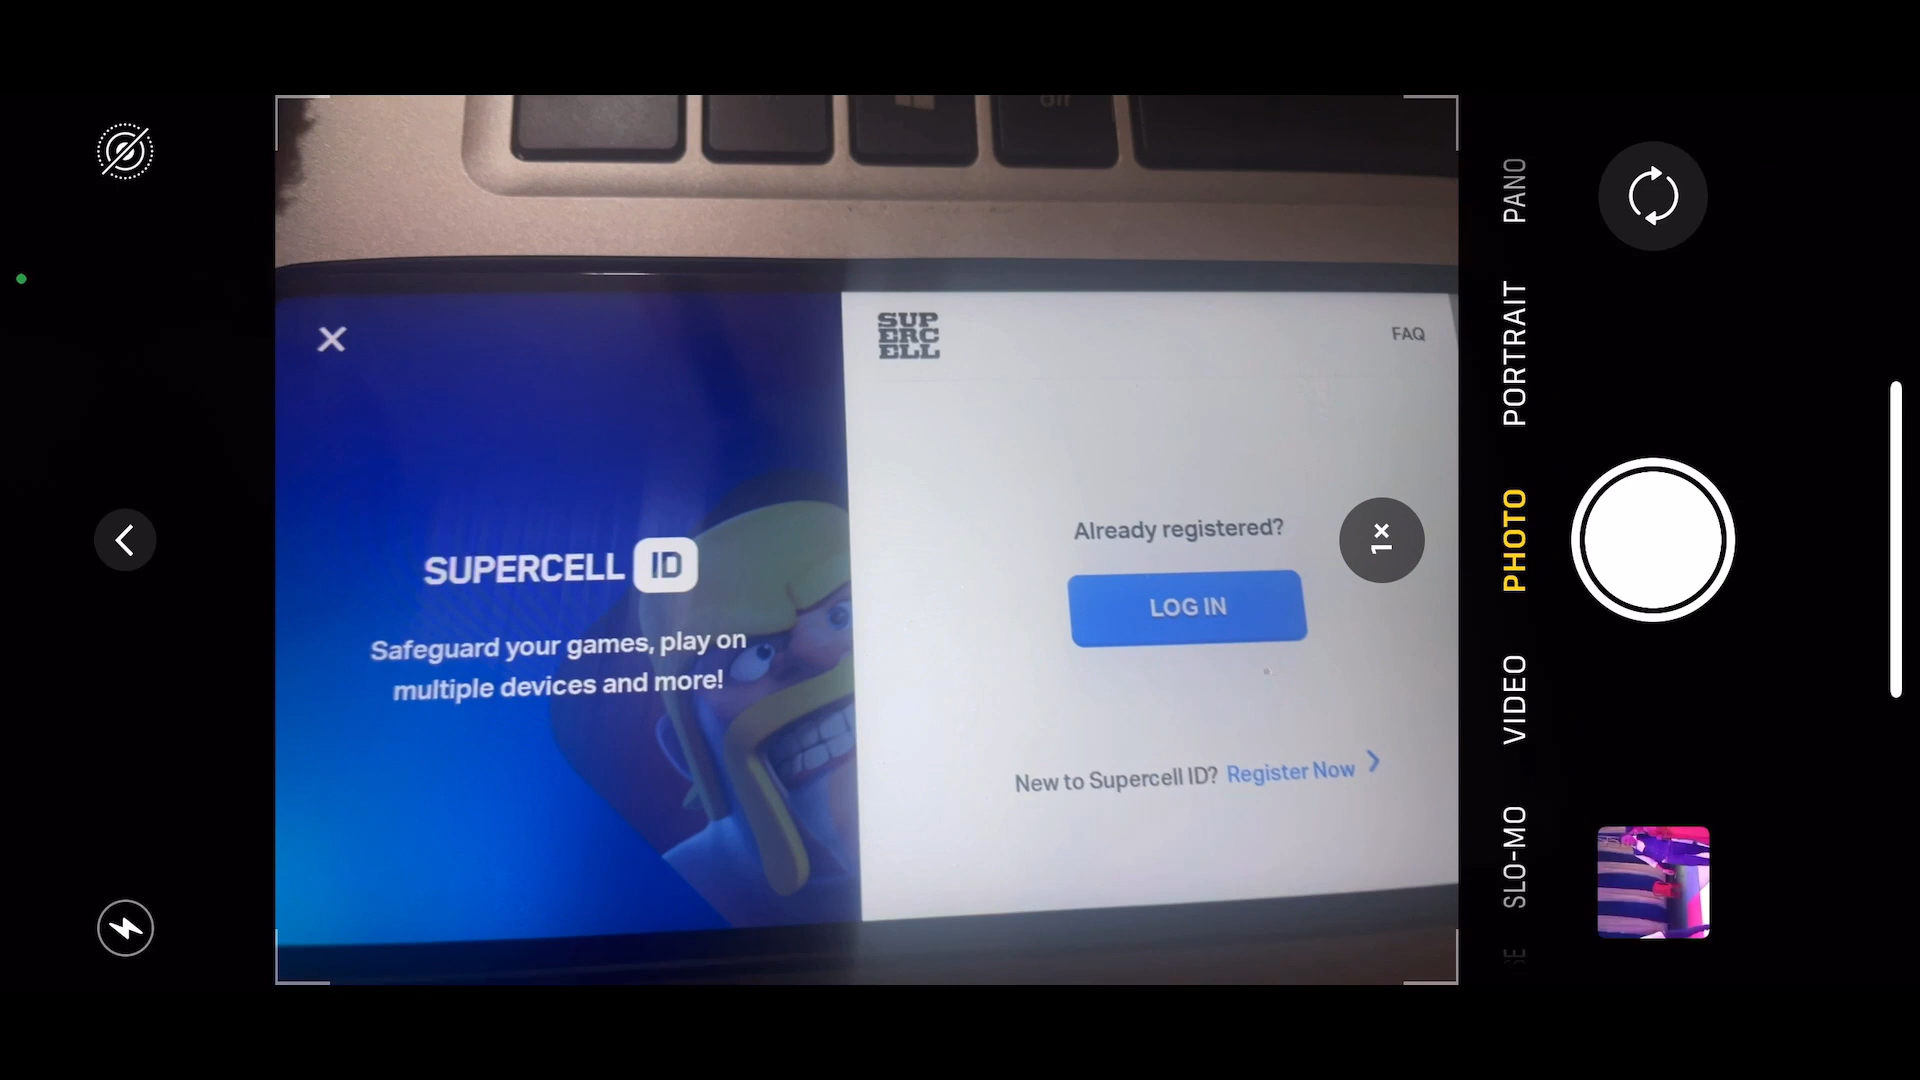 SUP
ERC
ELL
FAQ
SUPERCELL ID
Safeguard your games, play on
multiple devices and more!
Already registered?
LOG IN
New to Supercell ID? Register Now
1×
PANO
PORTRAIT
PHOTO
VIDEO
SLO-MO